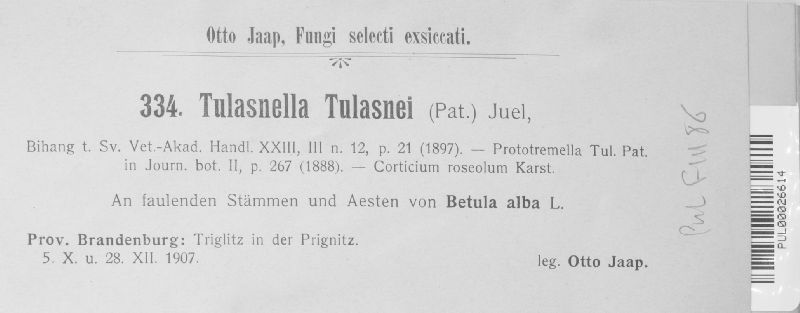 Otto Jaap, Fungi selecti exsiccati.
334. Tulasnella Tulasnei (Pat.) Juel,
Bihang t. Sv. Vet.-Akad. Handl. XXIII, III n. 12, p. 21 (1897). — Prototremella Tul. Pat.
in Journ. bot. II, p. 267 (1888). — Corticium roseolum Karst.
An faulenden Stämmen und Aesten von Betula alba L.
Prov. Brandenburg: Triglitz in der Prignitz.
5. X. u. 28. XII. 1907.
leg. Otto Jaap.
PUL F III 86
PUL00026614